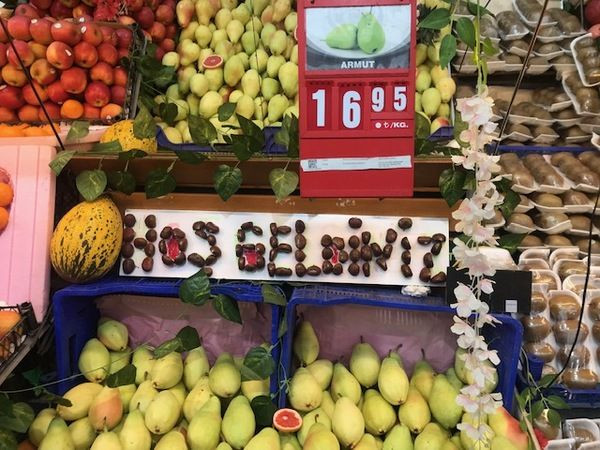 ARMUT
16 95
₺/KG.
HOŞGELDİNİZ